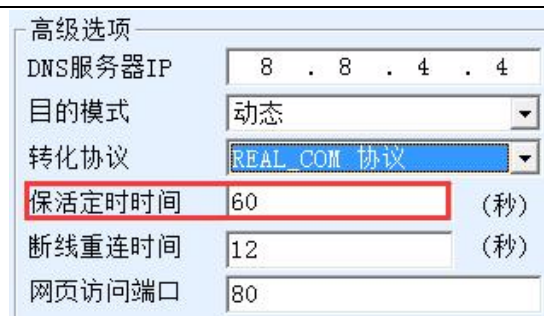 高级选项
DNS服务器IP 8 . 8 . 4 . 4
目的模式 动态
转化协议 REAL_COM 协议
保活定时时间 60 (秒)
断线重连时间 12 (秒)
网页访问端口 80